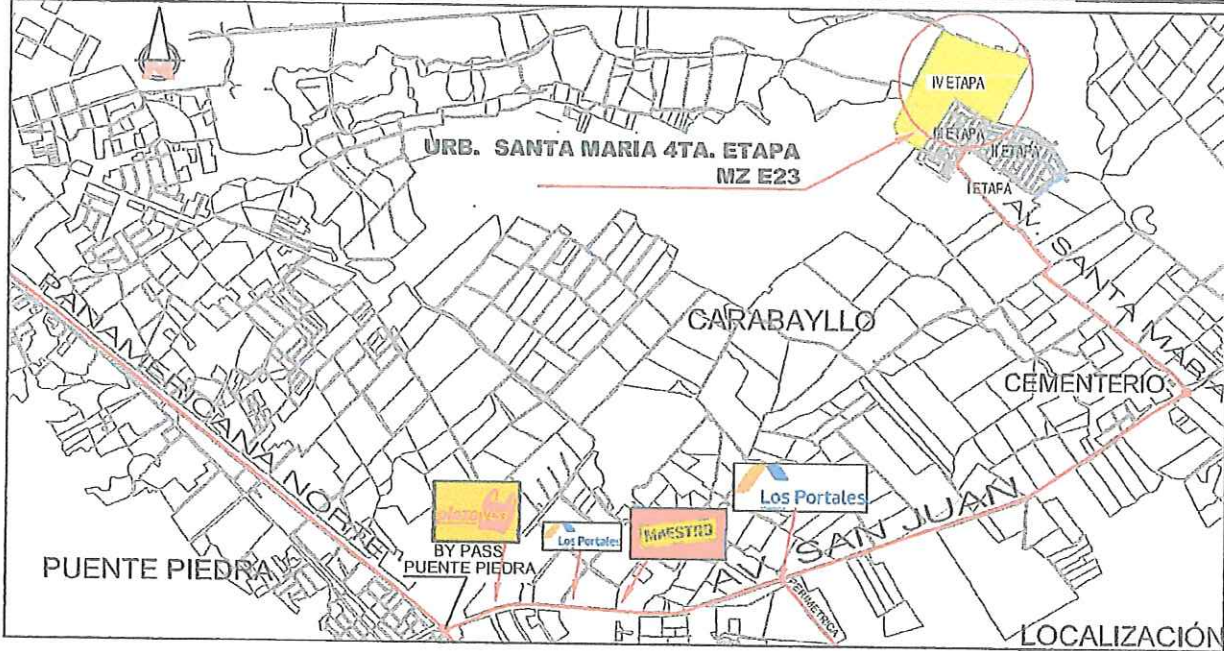 IV ETAPA
URB. SANTA MARIA 4TA. ETAPA
MZ E23
III ETAPA
II ETAPA
I ETAPA
AV. SANTA MARIA
CARABAYLLO
CEMENTERIO
PANAMERICANA NORTE
Los Portales
plaza
Los Portales
MAESTRO
BY PASS
PUENTE PIEDRA
AV. SAN JUAN
PUENTE PIEDRA
PERIMETRICA
LOCALIZACIÓN